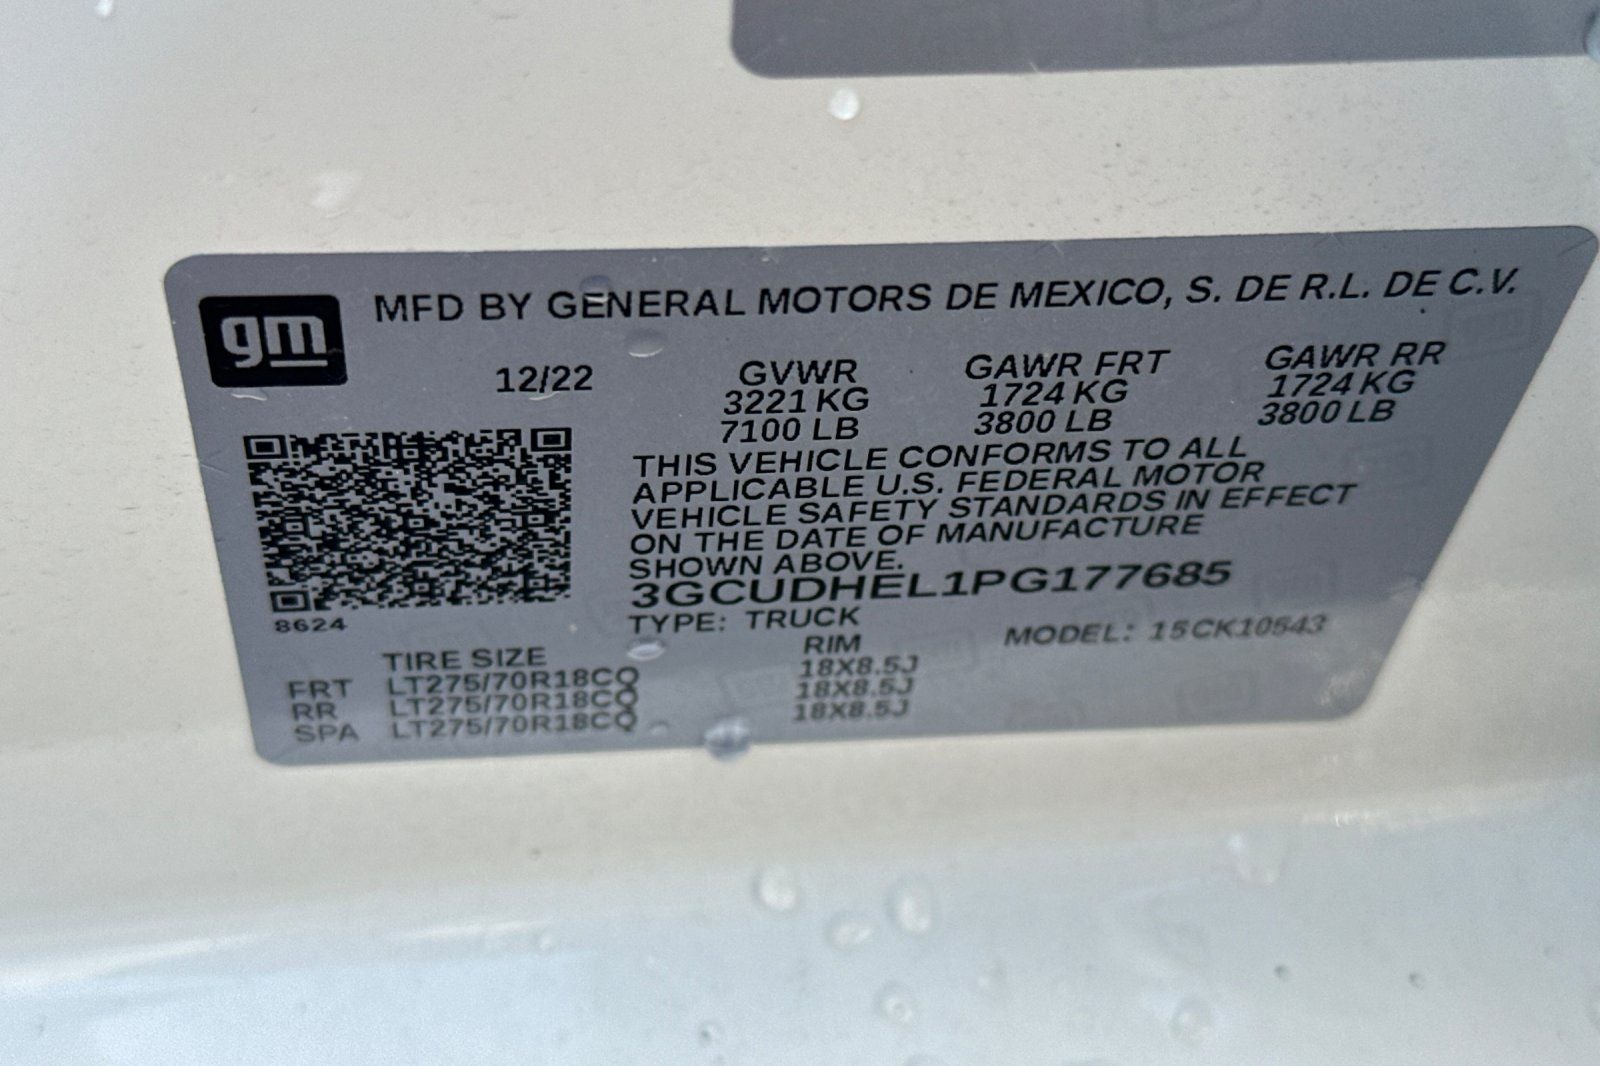 gm
MFD BY GENERAL MOTORS DE MEXICO, S. DE R.L. DE C.V.
12/22
GVWR GAWR FRT GAWR RR
3221 KG 1724 KG 1724 KG
7100 LB 3800 LB 3800 LB
THIS VEHICLE CONFORMS TO ALL
APPLICABLE U.S. FEDERAL MOTOR
VEHICLE SAFETY STANDARDS IN EFFECT
ON THE DATE OF MANUFACTURE
SHOWN ABOVE.
3GCUDHEL1PG177685
8624
TYPE: TRUCK MODEL: 15CK10543
TIRE SIZE RIM
FRT LT275/70R18CQ 18X8.5J
RR LT275/70R18CQ 18X8.5J
SPA LT275/70R18CQ 18X8.5J